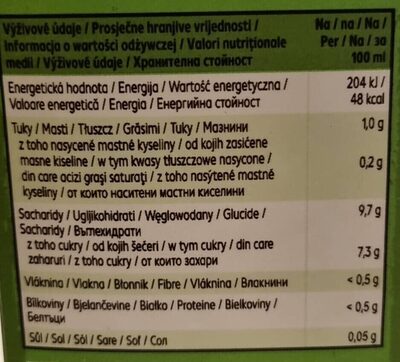 Výživové údaje / Prosječne hranjive vrijednosti /
Informacja o wartości odżywczej / Valori nutriționale
medii / Výživové údaje / Хранителна стойност
Na / na / Na /
Per / Na / за
100 ml
Energetická hodnota / Energija / Wartość energetyczna /
Valoare energetică / Energia / Енергийна стойност
204 kJ /
48 kcal
Tuky / Masti / Tłuszcz / Grăsimi / Tuky / Мазнини
1,0 g
z toho nasycené mastné kyseliny / od kojih zasićene
masne kiseline / w tym kwasy tłuszczowe nasycone /
din care acizi grași saturați / z toho nasýtené mastné
kyseliny / от които наситени мастни киселини
0,2 g
Sacharidy / Ugljikohidrati / Węglowodany / Glucide /
Sacharidy / Въглехидрати
9,7 g
z toho cukry / od kojih šećeri / w tym cukry / din care
zaharuri / z toho cukry / от които захари
7,3 g
Vláknina / Vlakna / Błonnik / Fibre / Vláknina / Влакнини
< 0,5 g
Bílkoviny / Bjelančevine / Białko / Proteine / Bielkoviny /
Белтъци
< 0,5 g
Sůl / Sol / Sól / Sare / Soľ / Сол
0,05 g